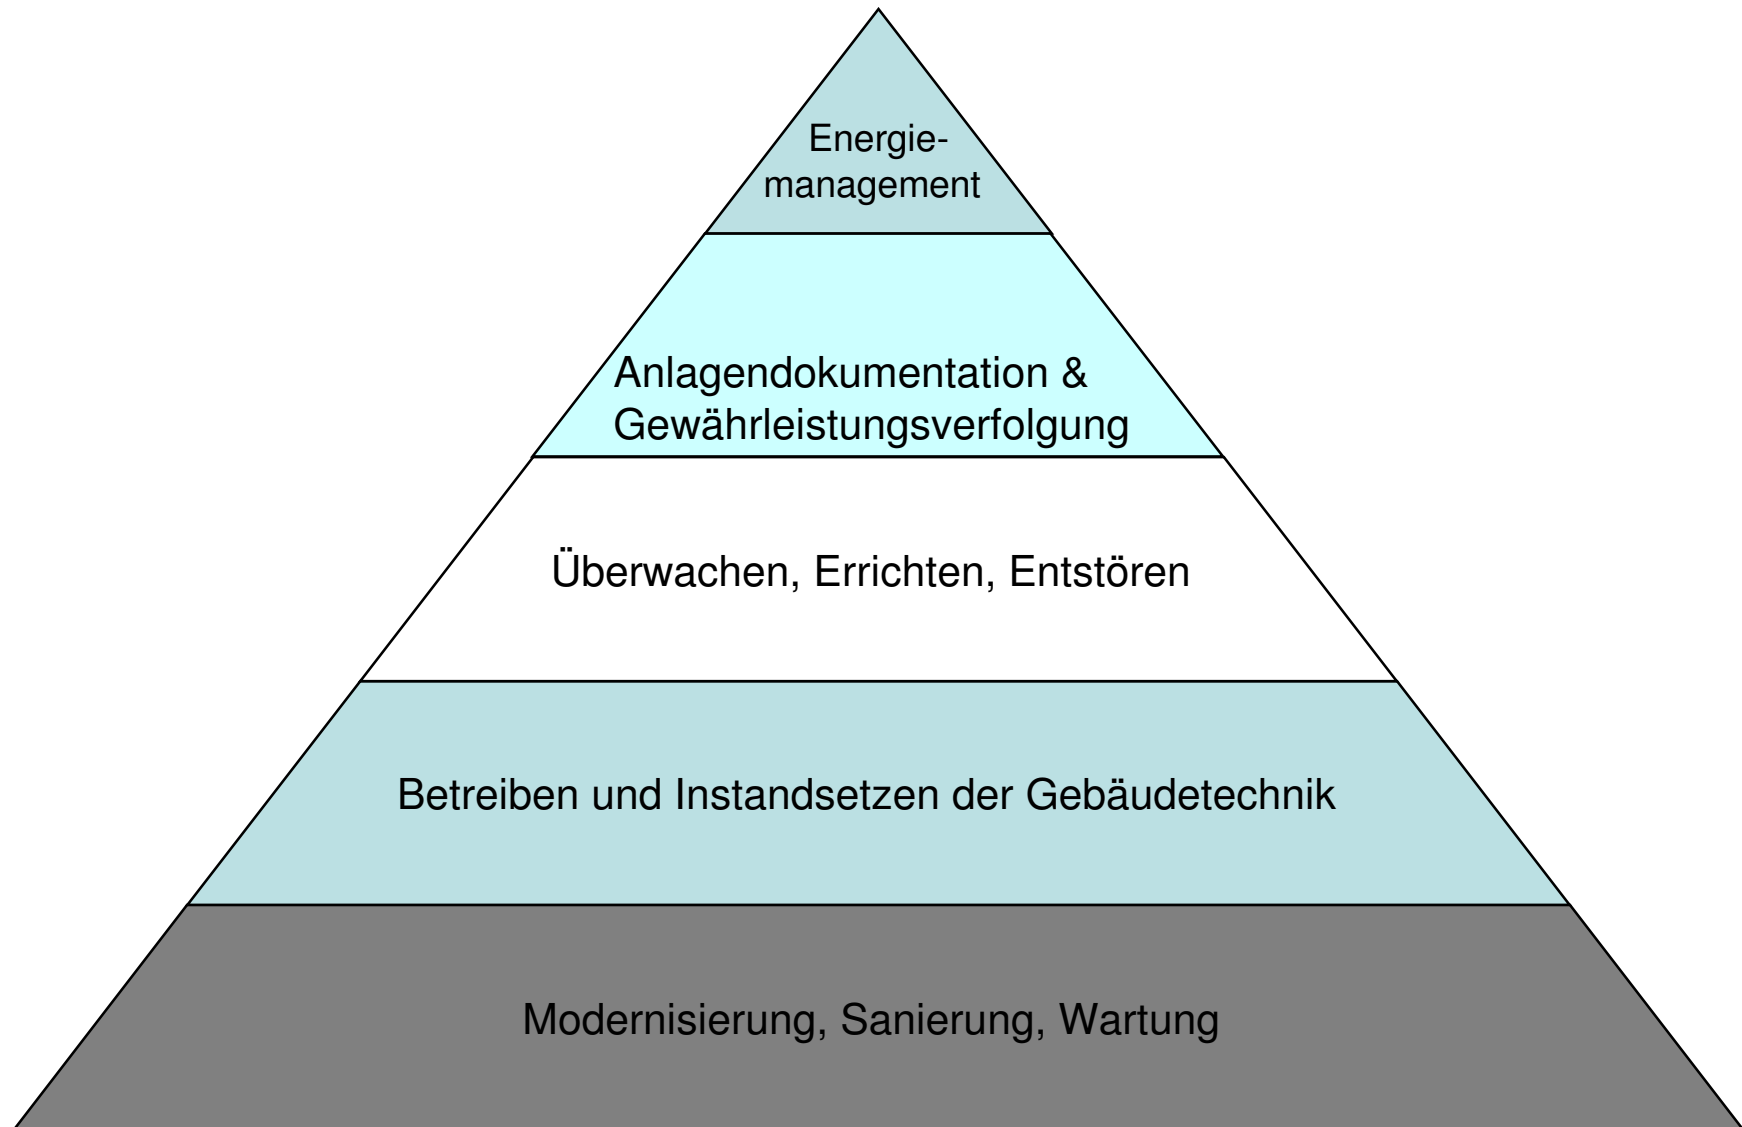 Energie-
management
Anlagendokumentation &
Gewährleistungsverfolgung
Überwachen, Errichten, Entstören
Betreiben und Instandsetzen der Gebäudetechnik
Modernisierung, Sanierung, Wartung